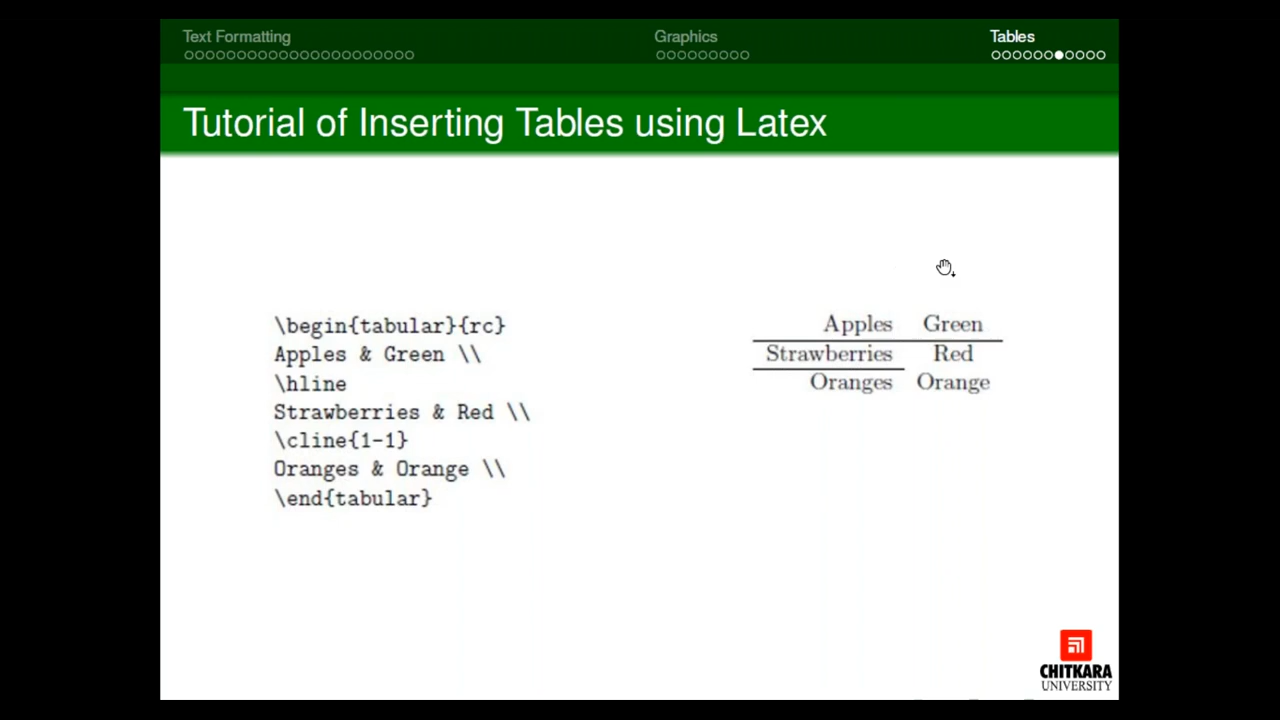 Text Formatting
Graphics
Tables
Tutorial of Inserting Tables using Latex
\begin{tabular}{rc}
Apples & Green \\
\hline
Strawberries & Red \\
\cline{1-1}
Oranges & Orange \\
\end{tabular}
Apples Green
Strawberries Red
Oranges Orange
CHITKARA
UNIVERSITY